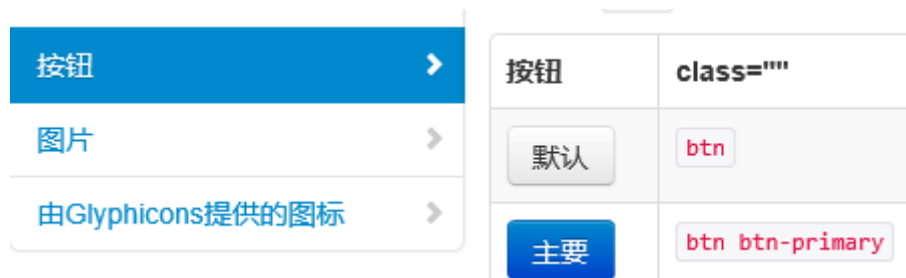 按钮
图片
由Glyphicons提供的图标
按钮 class=""
默认 btn
主要 btn btn-primary